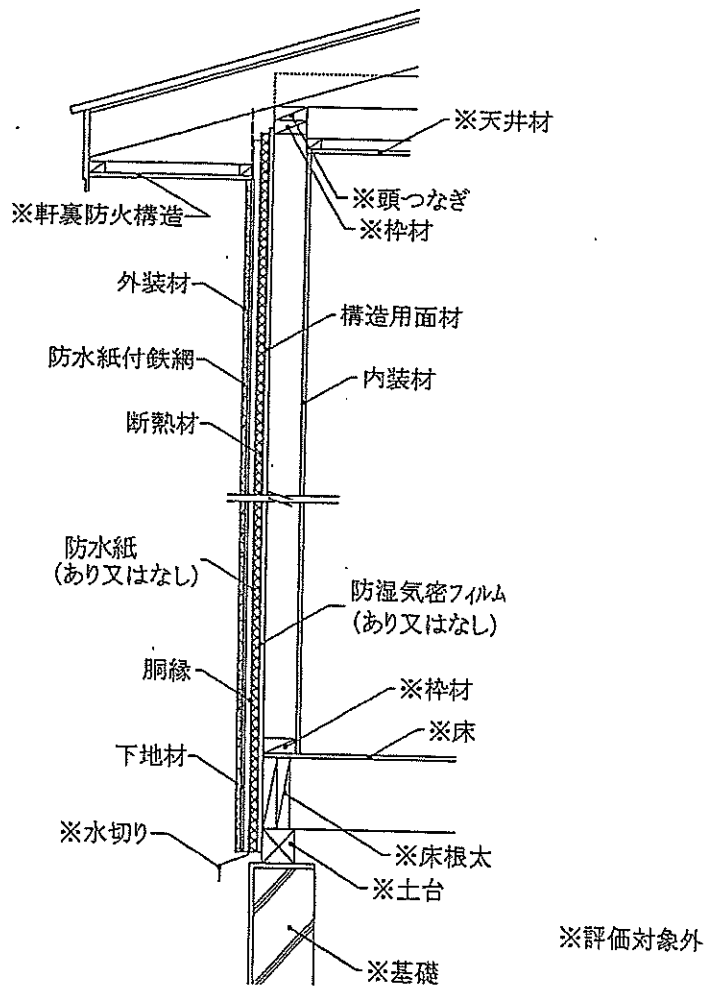 ※天井材
※頭つなぎ
※軒裏防火構造
※枠材
外装材
構造用面材
防水紙付鉄網
内装材
断熱材
防水紙
(あり又はなし)
防湿気密フィルム
(あり又はなし)
胴縁
※枠材
※床
下地材
※水切り
※床根太
※土台
※評価対象外
※基礎